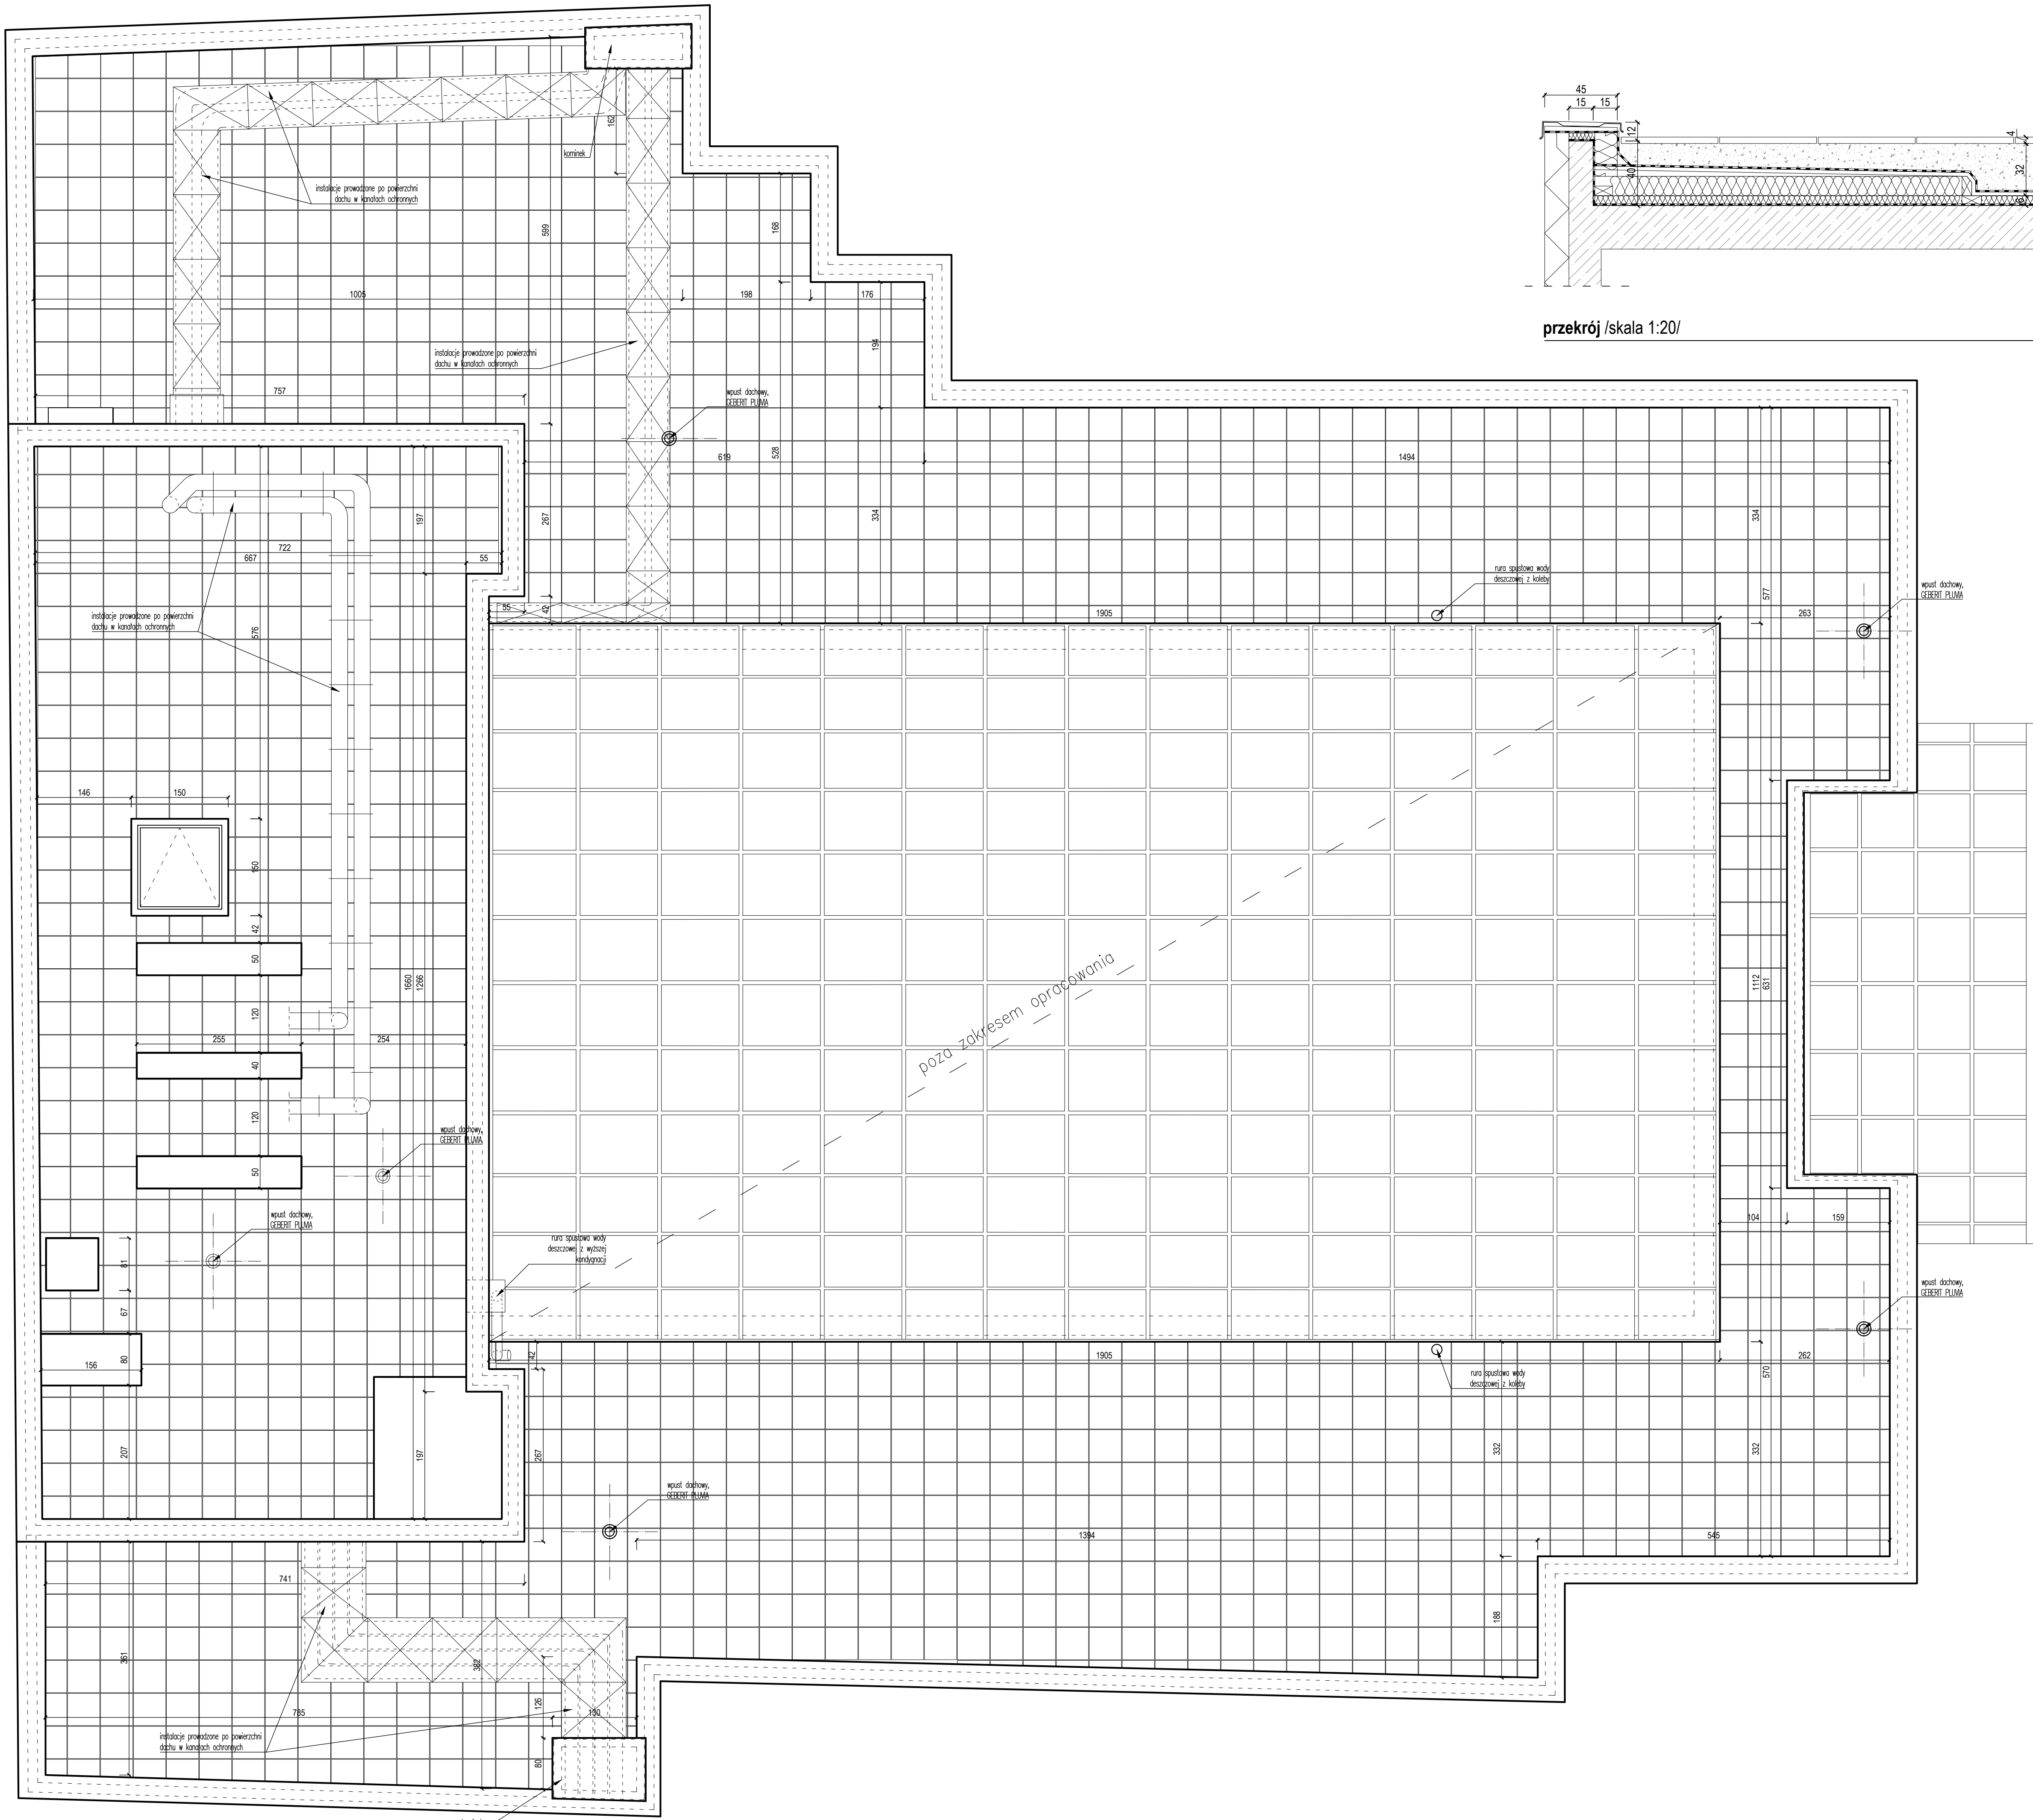 45
15 15
12
40
4
32
6
przekrój /skala 1:20/
kominek
162
instalacje prowadzone po powierzchni
dachu w kanałach ochronnych
599
168
1005
198
176
194
instalacje prowadzone po powierzchni
dachu w kanałach ochronnych
757
wpust dachowy,
GEBERIT PLUVIA
619
528
1494
267
197
334
334
722
667
55
rura spustowa wody
deszczowej z koleby
wpust dachowy,
GEBERIT PLUVIA
577
55
42
1905
263
instalacje prowadzone po powierzchni
dachu w kanałach ochronnych
576
146
150
150
42
50
1660
1266
120
255
254
40
120
50
poza zakresem opracowania
1112
631
wpust dachowy,
GEBERIT PLUVIA
wpust dachowy,
GEBERIT PLUVIA
104
159
rura spustowa wody
deszczowej z wyższej
kondygnacji
81
67
80
156
wpust dachowy,
GEBERIT PLUVIA
42
1905
262
rura spustowa wody
deszczowej z koleby
570
207
197
267
332
332
wpust dachowy,
GEBERIT PLUVIA
1394
545
741
361
382
188
126
785
130
instalacje prowadzone po powierzchni
dachu w kanałach ochronnych
80